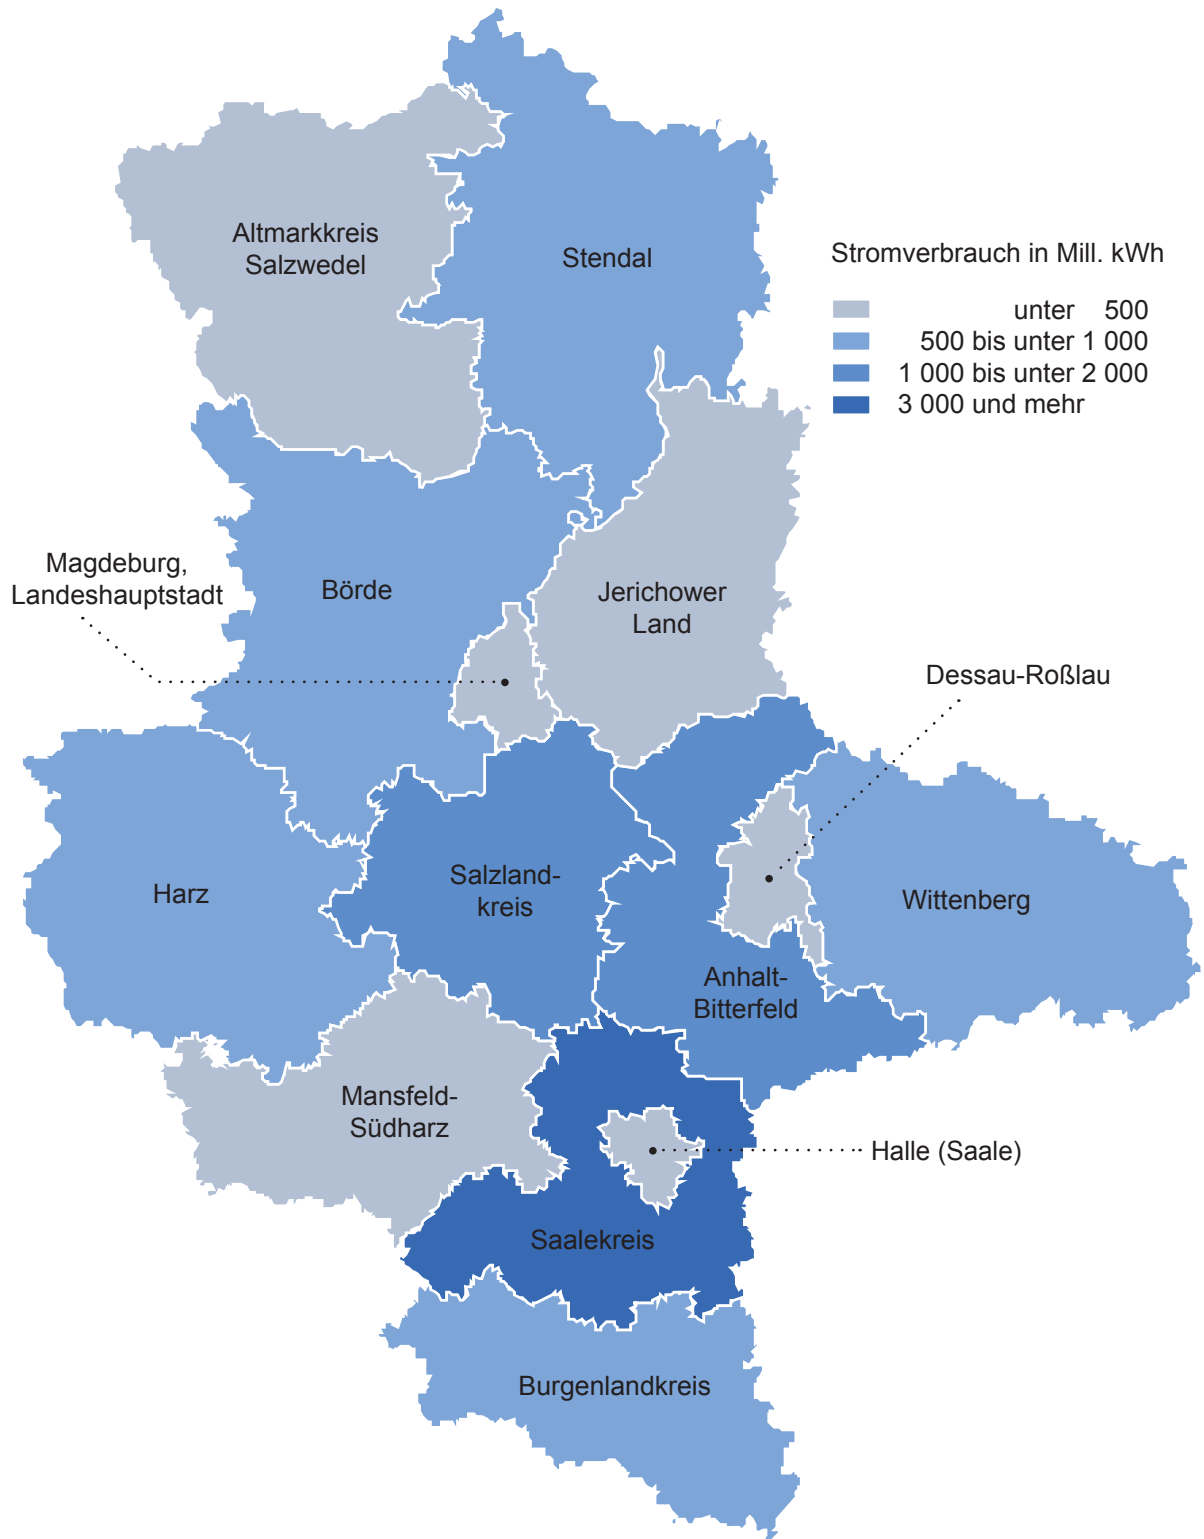 Altmarkkreis
Salzwedel
Stendal
Stromverbrauch in Mill. kWh
unter 500
500 bis unter 1 000
1 000 bis unter 2 000
3 000 und mehr
Magdeburg,
Landeshauptstadt
Börde
Jerichower
Land
Dessau-Roßlau
Harz
Salzland-
kreis
Wittenberg
Anhalt-
Bitterfeld
Mansfeld-
Südharz
Halle (Saale)
Saalekreis
Burgenlandkreis